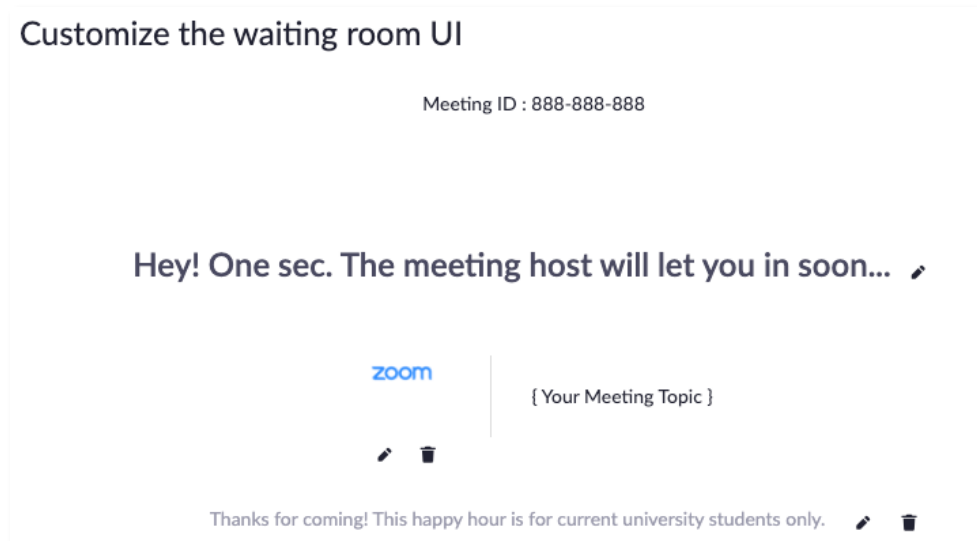 Customize the waiting room UI
Meeting ID : 888-888-888
Hey! One sec. The meeting host will let you in soon...
zoom
{ Your Meeting Topic }
Thanks for coming! This happy hour is for current university students only.